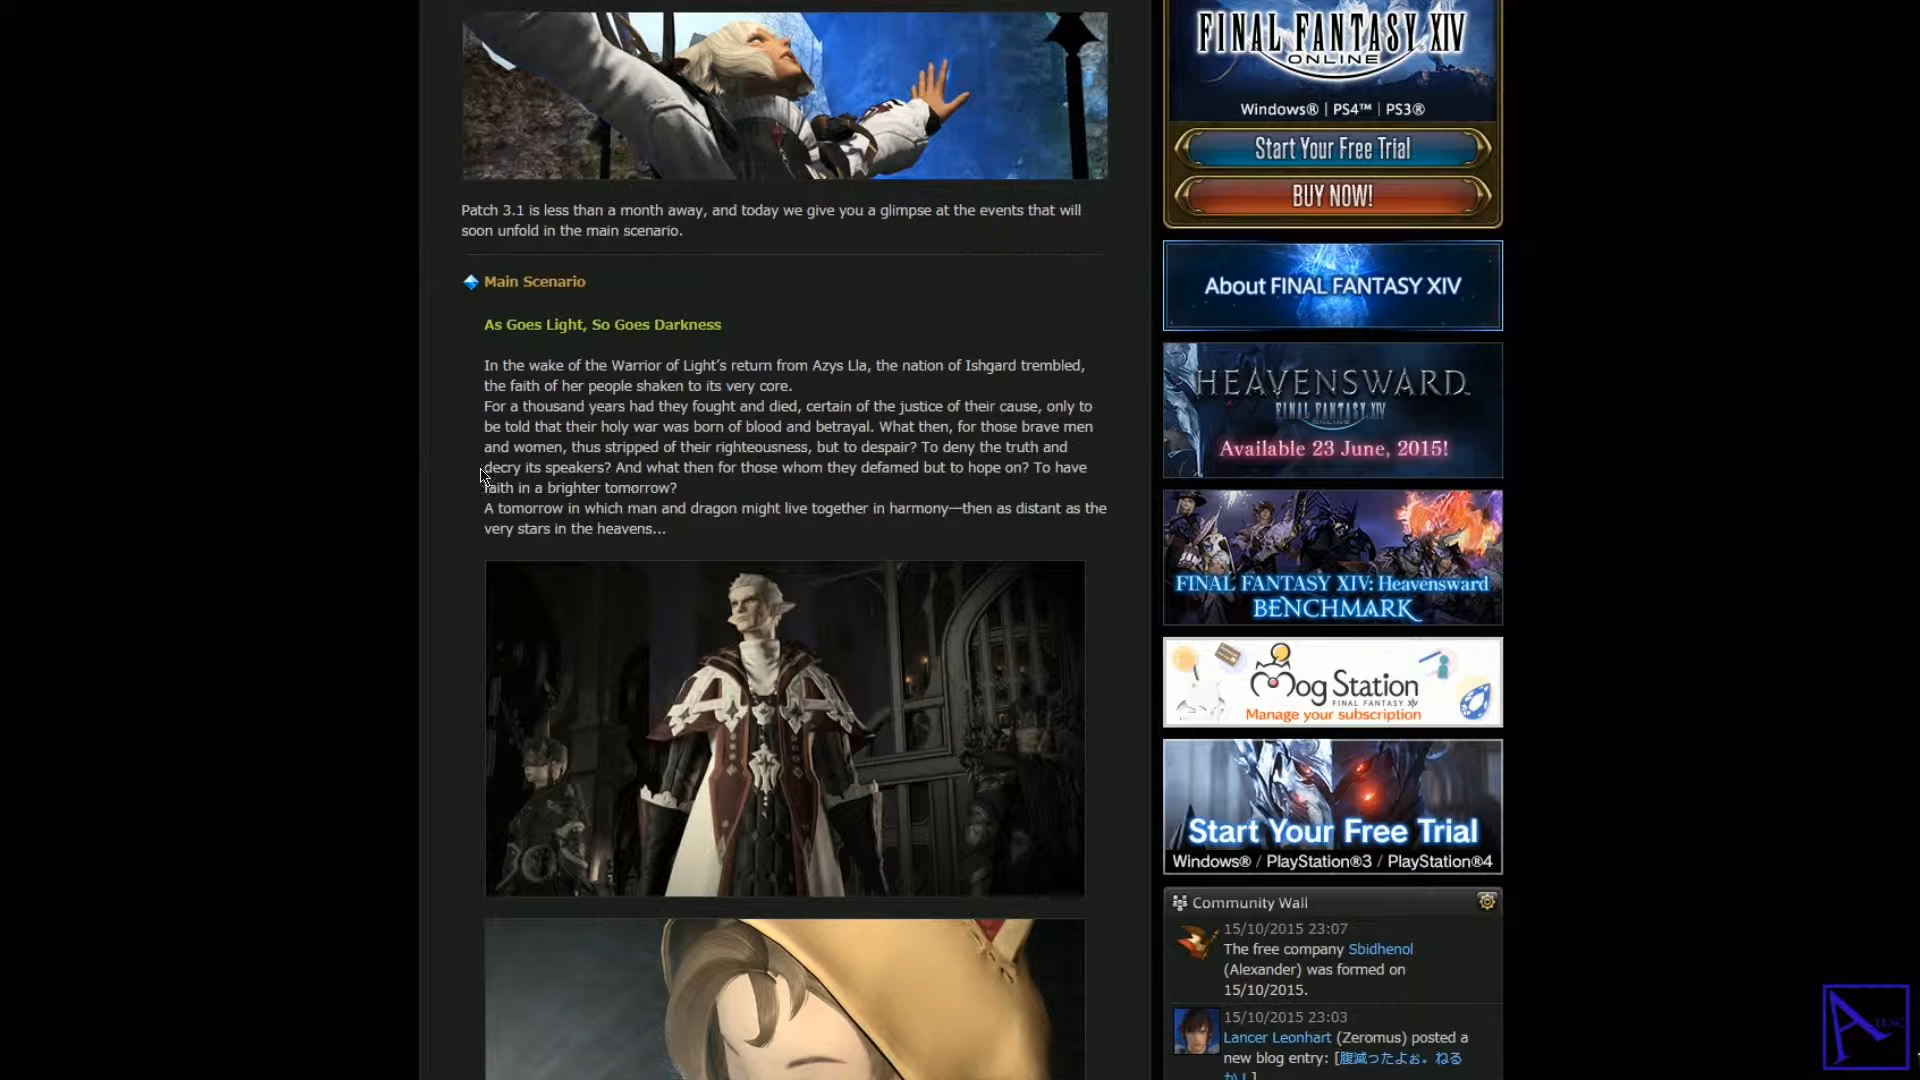 Patch 3.1 is less than a month away, and today we give you a glimpse at the events that will
soon unfold in the main scenario.
Main Scenario
As Goes Light, So Goes Darkness
In the wake of the Warrior of Light's return from Azys Lla, the nation of Ishgard trembled,
the faith of her people shaken to its very core.
For a thousand years had they fought and died, certain of the justice of their cause, only to
be told that their holy war was born of blood and betrayal. What then, for those brave men
and women, thus stripped of their righteousness, but to despair? To deny the truth and
decry its speakers? And what then for those whom they defamed but to hope on? To have
faith in a brighter tomorrow?
A tomorrow in which man and dragon might live together in harmony—then as distant as the
very stars in the heavens...
FINAL FANTASY XIV
ONLINE
Windows® | PS4™ | PS3®
Start Your Free Trial
BUY NOW!
About FINAL FANTASY XIV
HEAVENSWARD
FINAL FANTASY XIV
ONLINE
Available 23 June, 2015!
FINAL FANTASY XIV: Heavensward
BENCHMARK
Mog Station
FINAL FANTASY XIV
Manage your subscription
Start Your Free Trial
Windows® / PlayStation®3 / PlayStation®4
Community Wall
15/10/2015 23:07
The free company Sbidhenol
(Alexander) was formed on
15/10/2015.
15/10/2015 23:03
Lancer Leonhart (Zeromus) posted a
new blog entry: [腹減ったよぉ。ねる